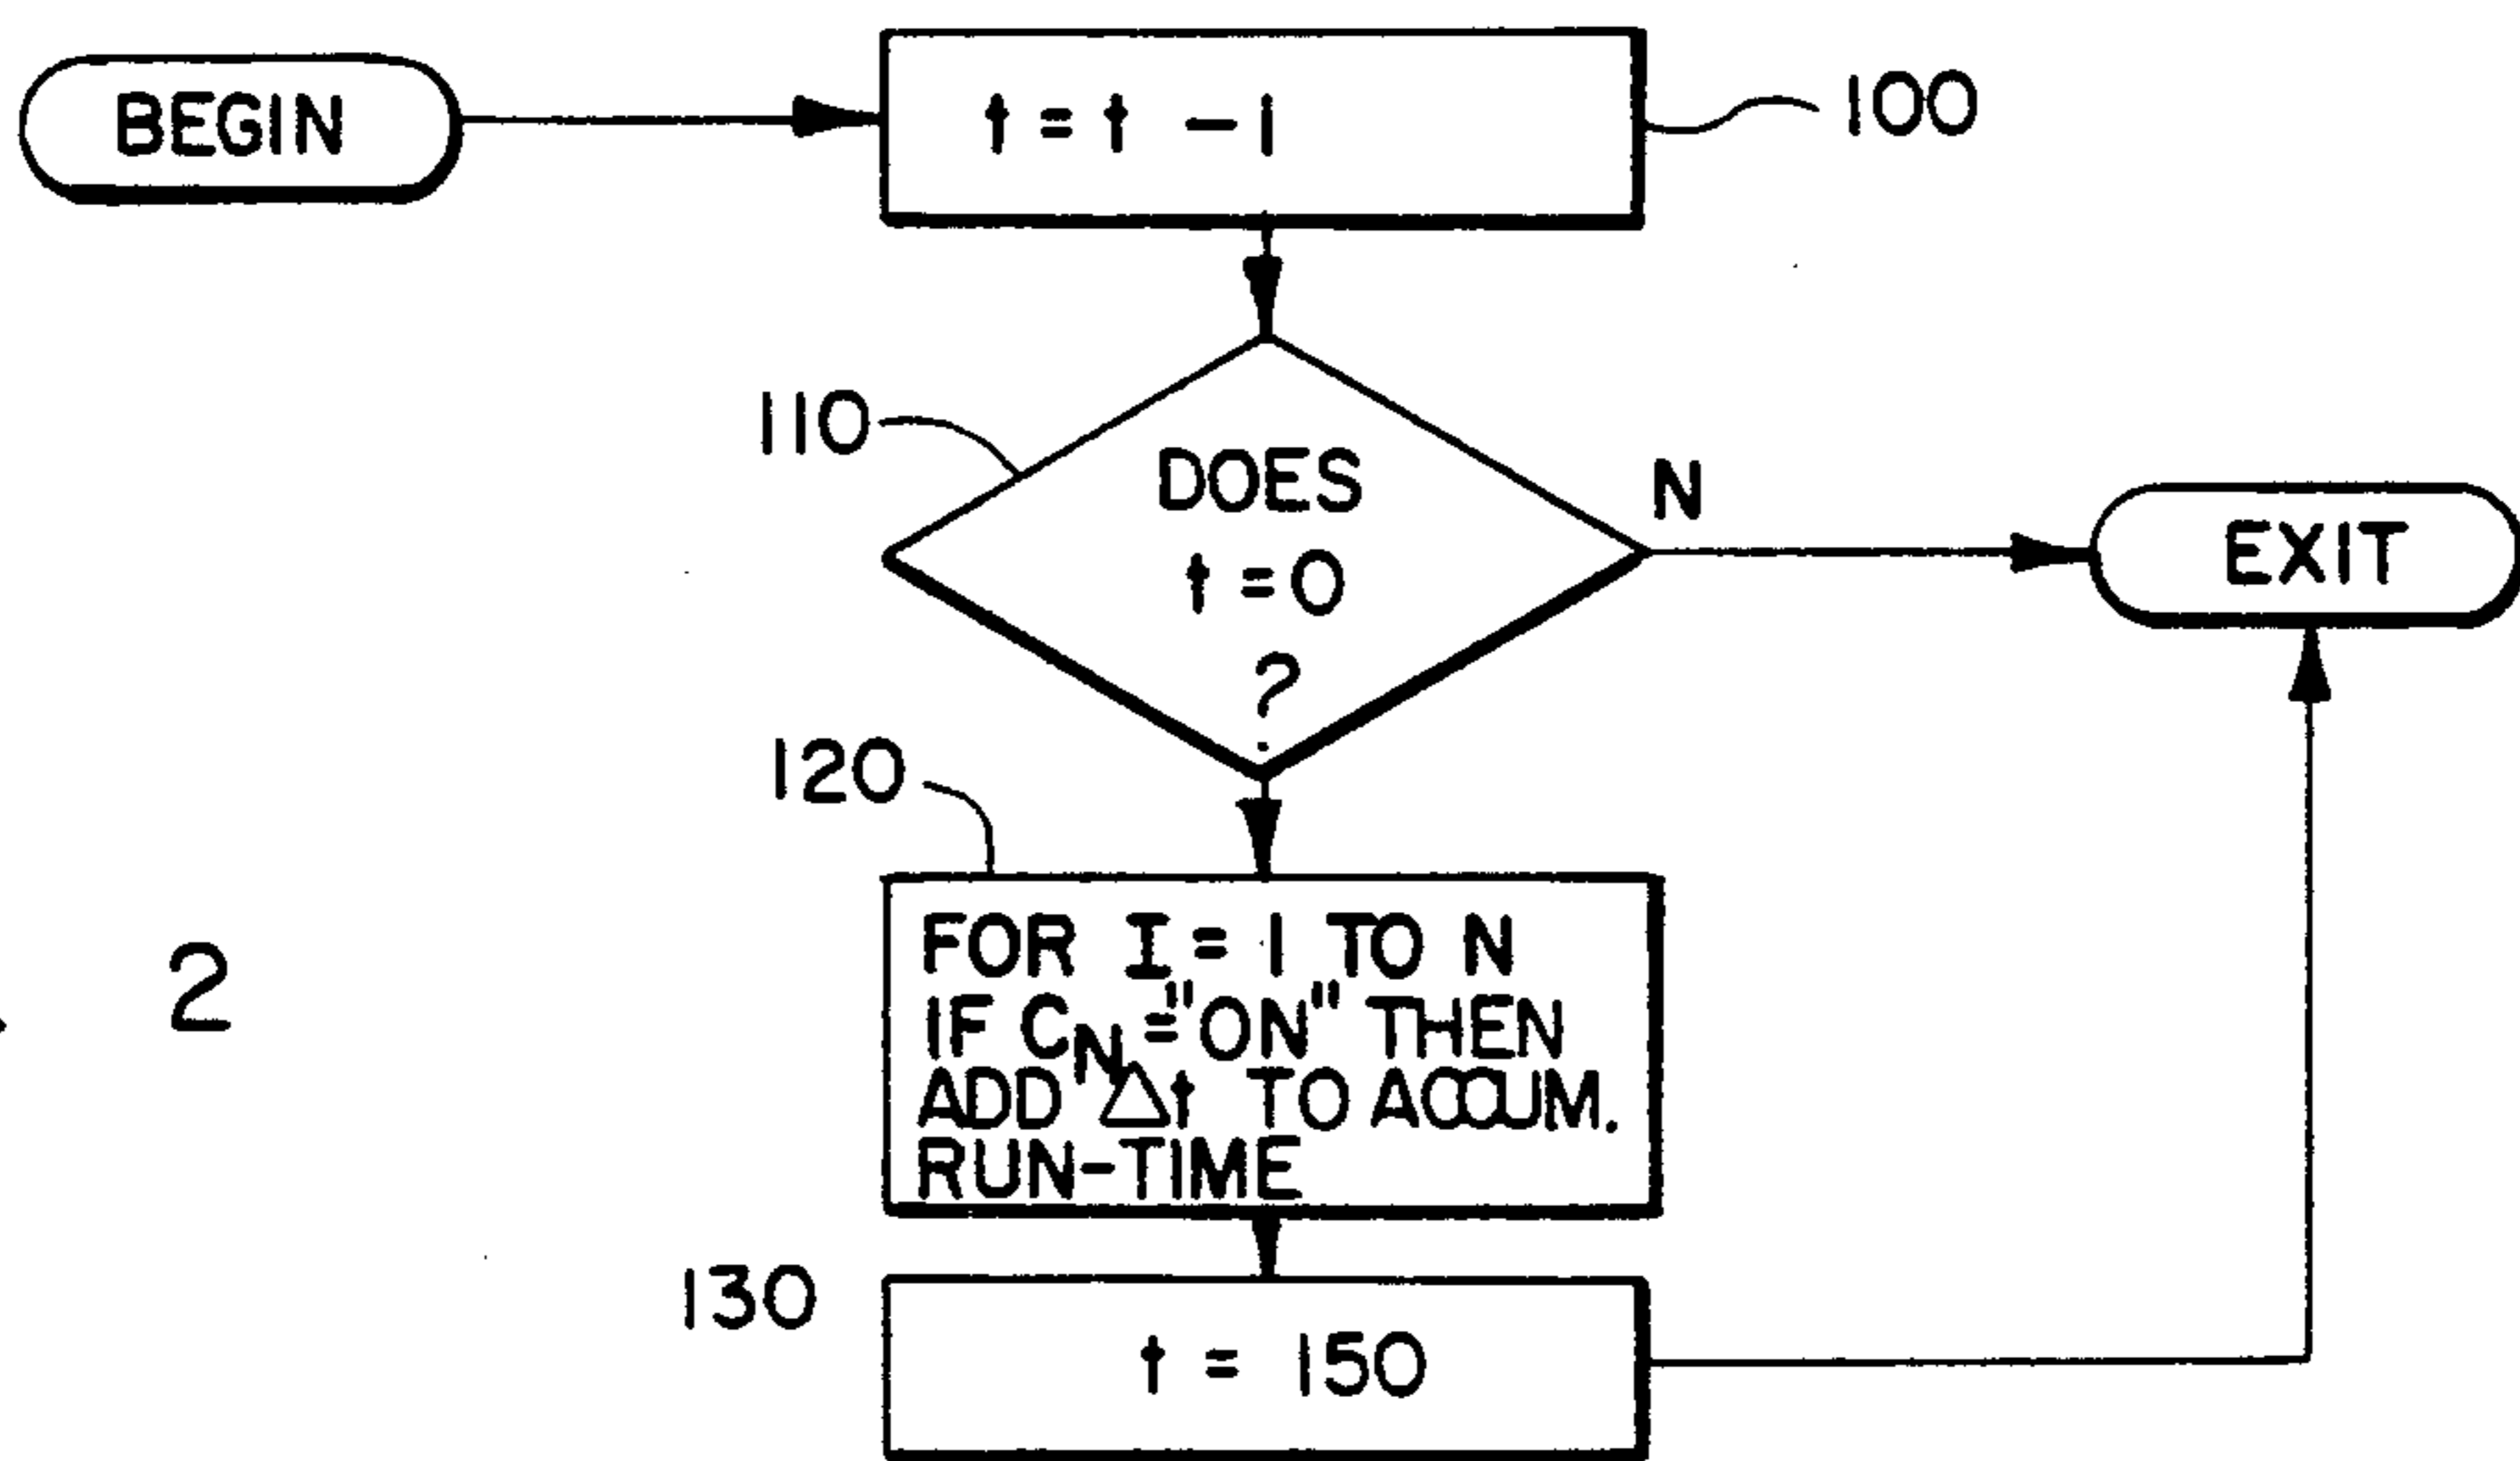 BEGIN
t = t - 1
100
110
DOES
t = 0
?
N
EXIT
120
FOR I = 1 TO N
IF C_N = "ON" THEN
ADD Δt TO ACCUM.
RUN-TIME
130
t = 150
2